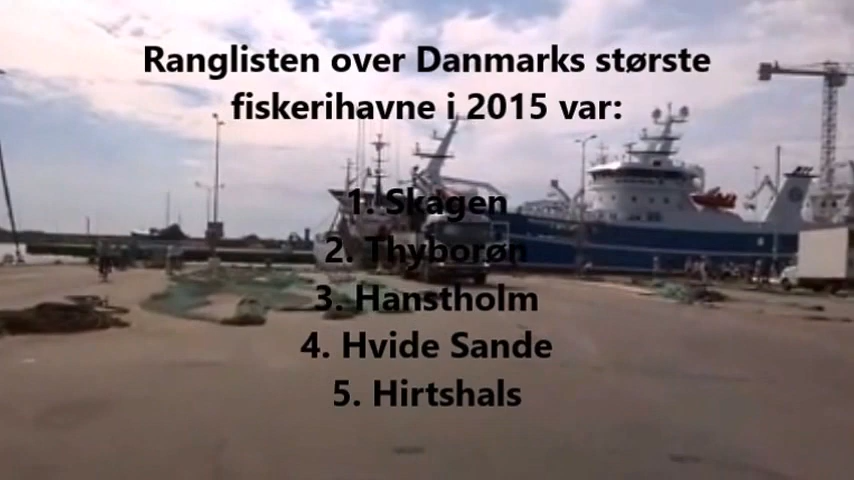 Ranglisten over Danmarks største
fiskerihavne i 2015 var:
1. Skagen
2. Thyborøn
3. Hanstholm
4. Hvide Sande
5. Hirtshals